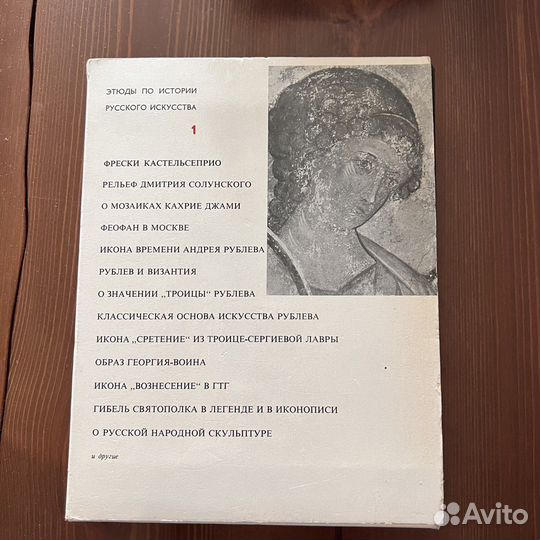 ЭТЮДЫ ПО ИСТОРИИ
РУССКОГО ИСКУССТВА
1
ФРЕСКИ КАСТЕЛЬСЕПРИО
РЕЛЬЕФ ДМИТРИЯ СОЛУНСКОГО
О МОЗАИКАХ КАХРИЕ ДЖАМИ
ФЕОФАН В МОСКВЕ
ИКОНА ВРЕМЕНИ АНДРЕЯ РУБЛЕВА
РУБЛЕВ И ВИЗАНТИЯ
О ЗНАЧЕНИИ „ТРОИЦЫ" РУБЛЕВА
КЛАССИЧЕСКАЯ ОСНОВА ИСКУССТВА РУБЛЕВА
ИКОНА „СРЕТЕНИЕ" ИЗ ТРОИЦЕ-СЕРГИЕВОЙ ЛАВРЫ
ОБРАЗ ГЕОРГИЯ-ВОИНА
ИКОНА „ВОЗНЕСЕНИЕ" В ГТГ
ГИБЕЛЬ СВЯТОПОЛКА В ЛЕГЕНДЕ И В ИКОНОПИСИ
О РУССКОЙ НАРОДНОЙ СКУЛЬПТУРЕ
и другие
Avito